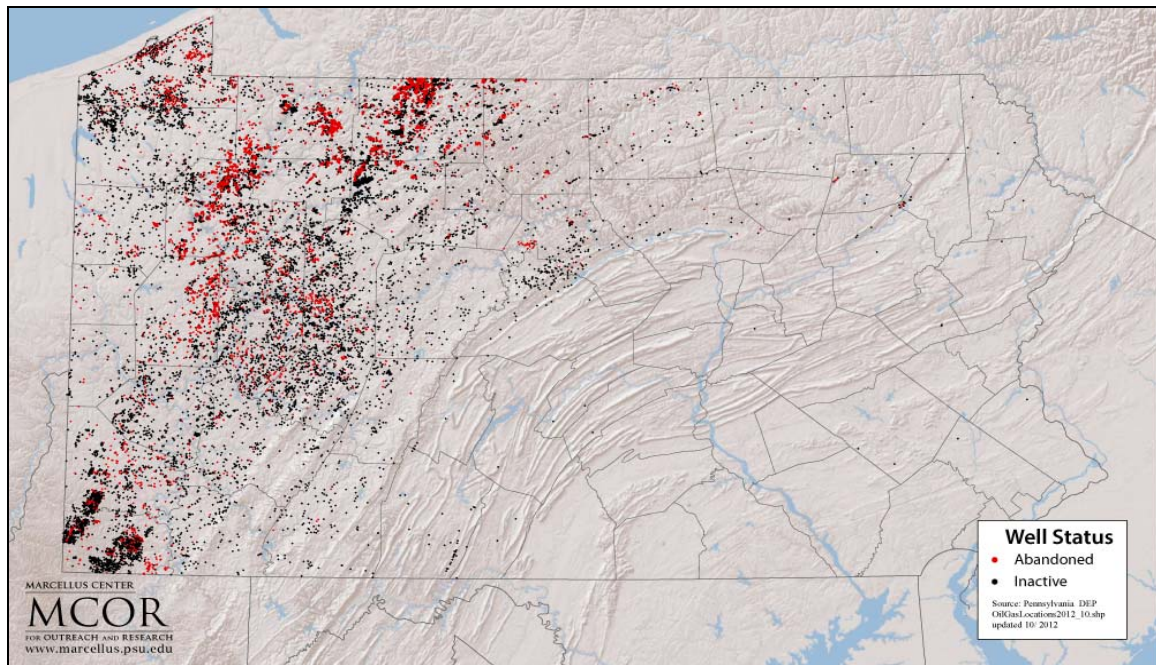 Well Status
Abandoned
Inactive
Source: Pennsylvania DEP
OilGasLocations2012_10.shp
updated 10/ 2012
MARCELLUS CENTER
MCOR
FOR OUTREACH AND RESEARCH
www.marcellus.psu.edu